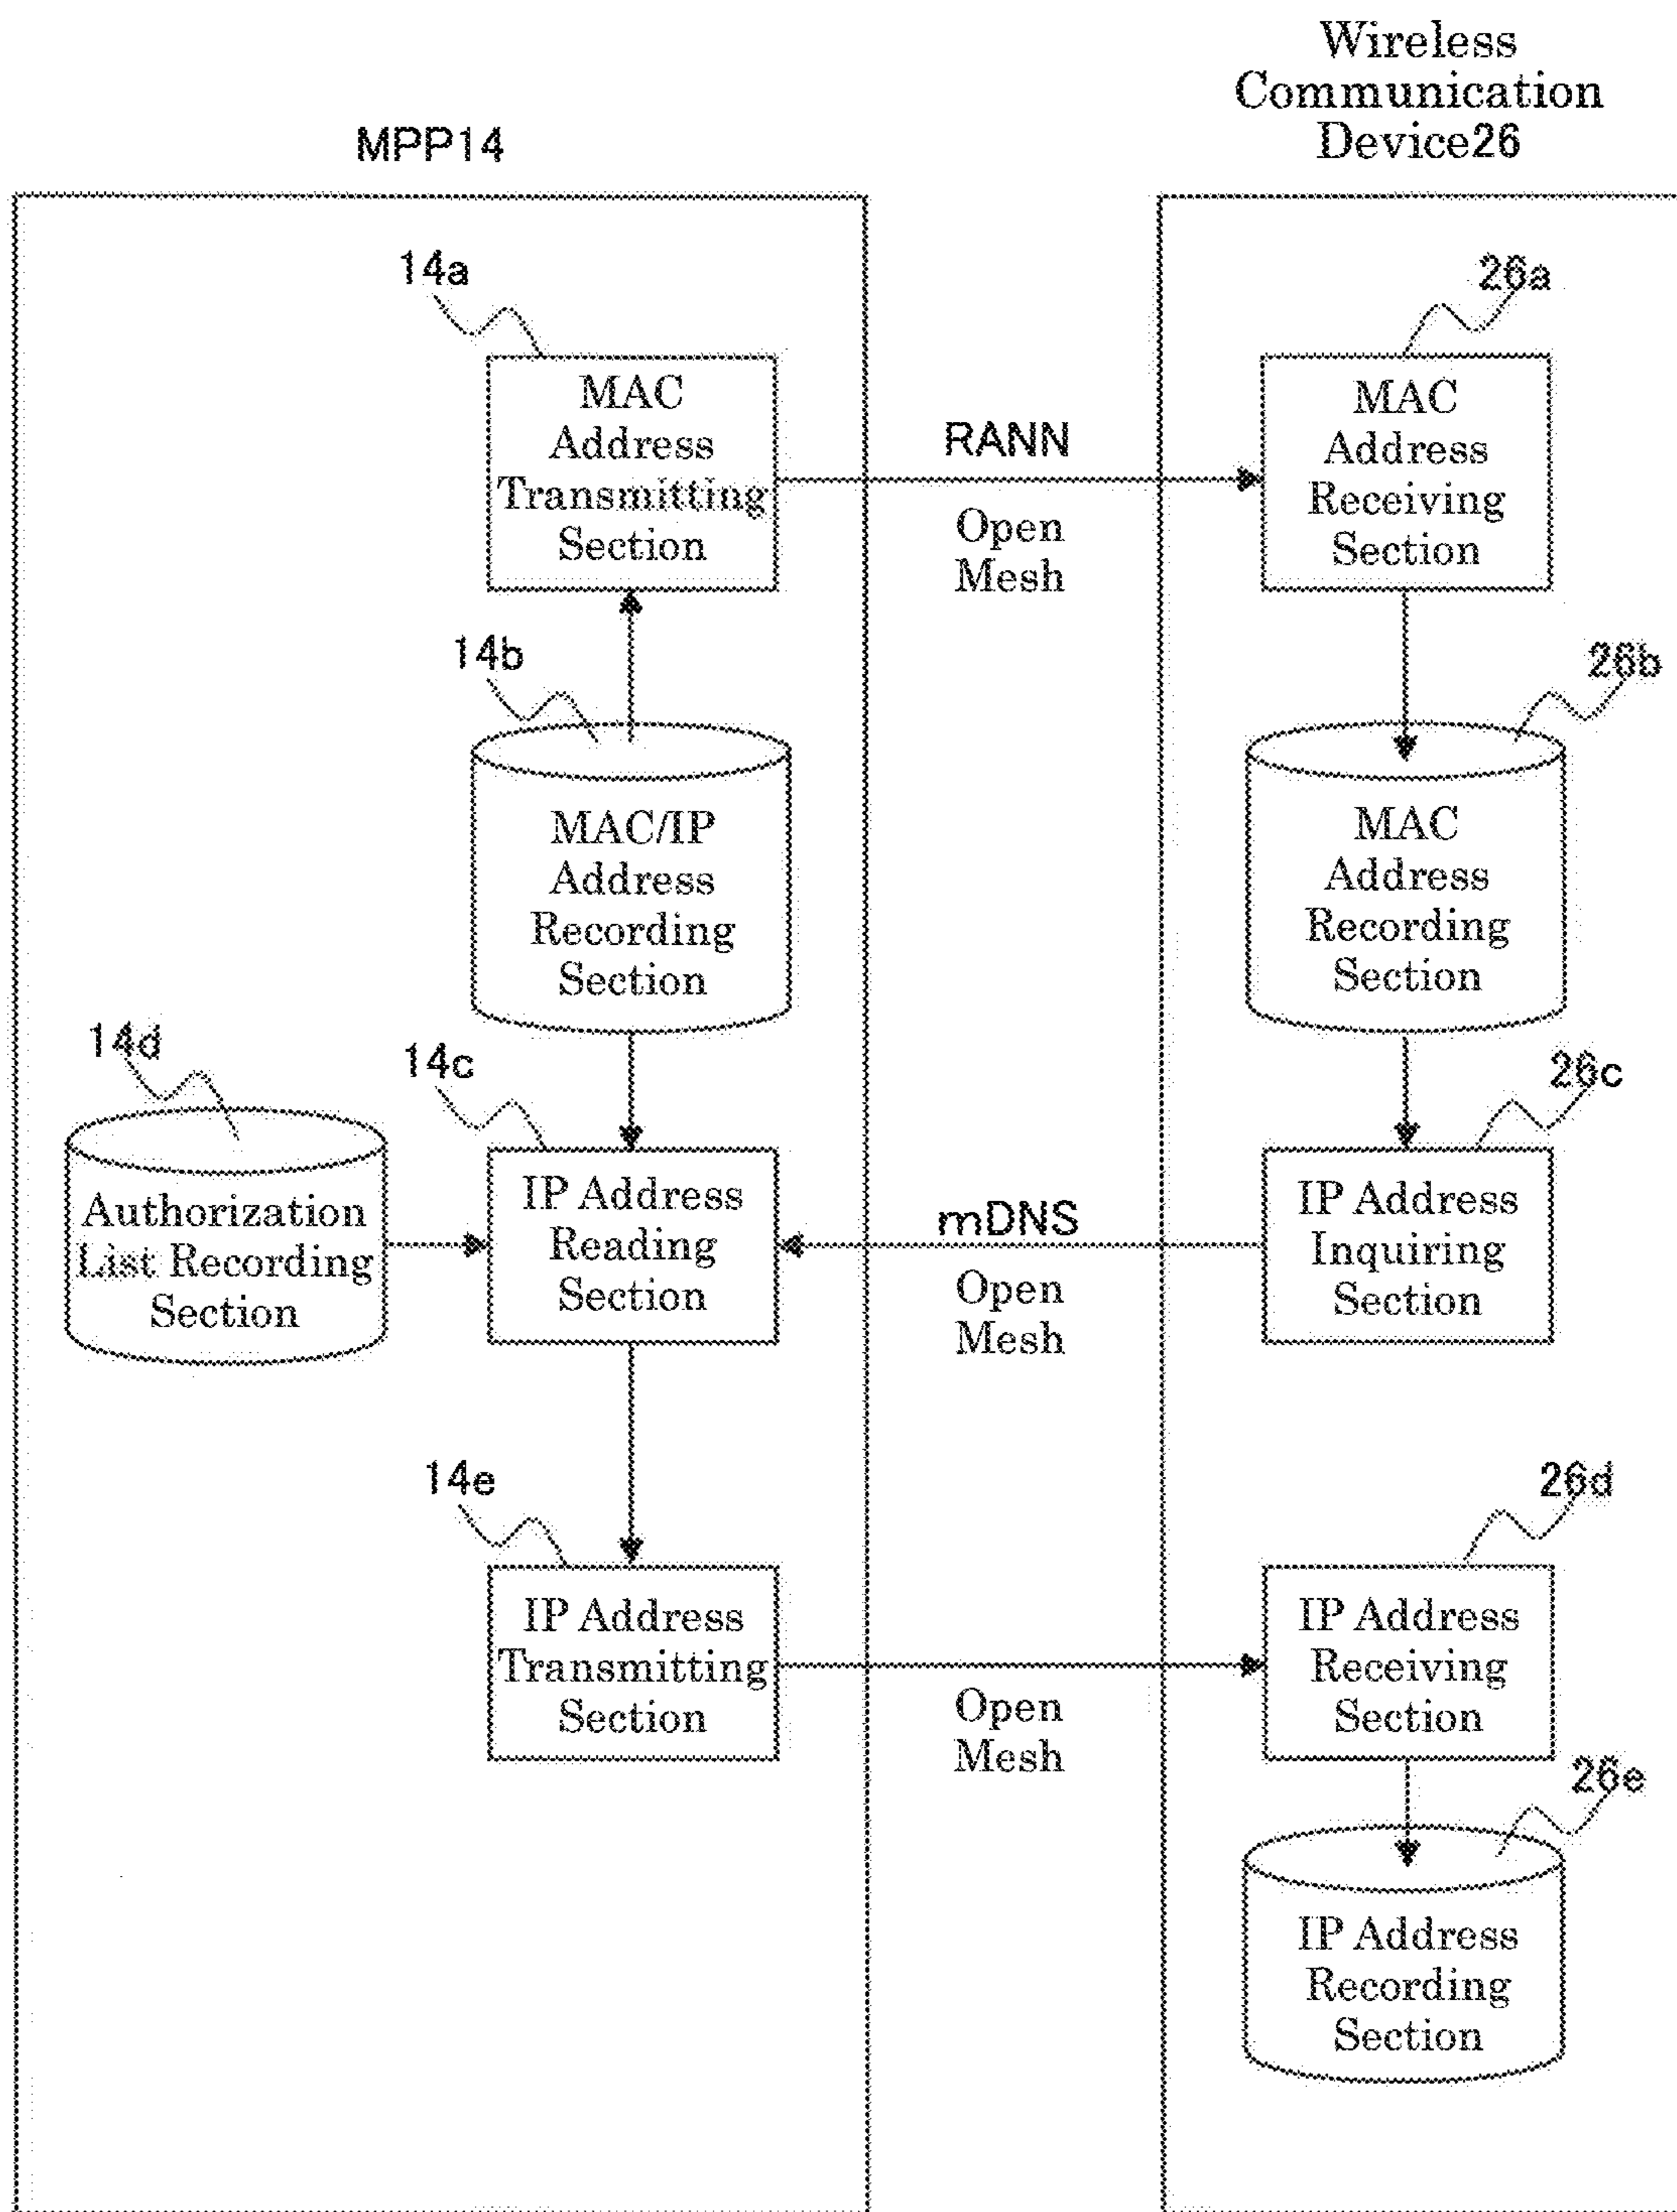 Wireless
Communication
Device26
MPP14
14a
26a
MAC
Address
Transmitting
Section
RANN
Open
Mesh
MAC
Address
Receiving
Section
14b
26b
MAC/IP
Address
Recording
Section
MAC
Address
Recording
Section
14d
14c
26c
Authorization
List Recording
Section
IP Address
Reading
Section
mDNS
Open
Mesh
IP Address
Inquiring
Section
14e
26d
IP Address
Transmitting
Section
Open
Mesh
IP Address
Receiving
Section
26e
IP Address
Recording
Section